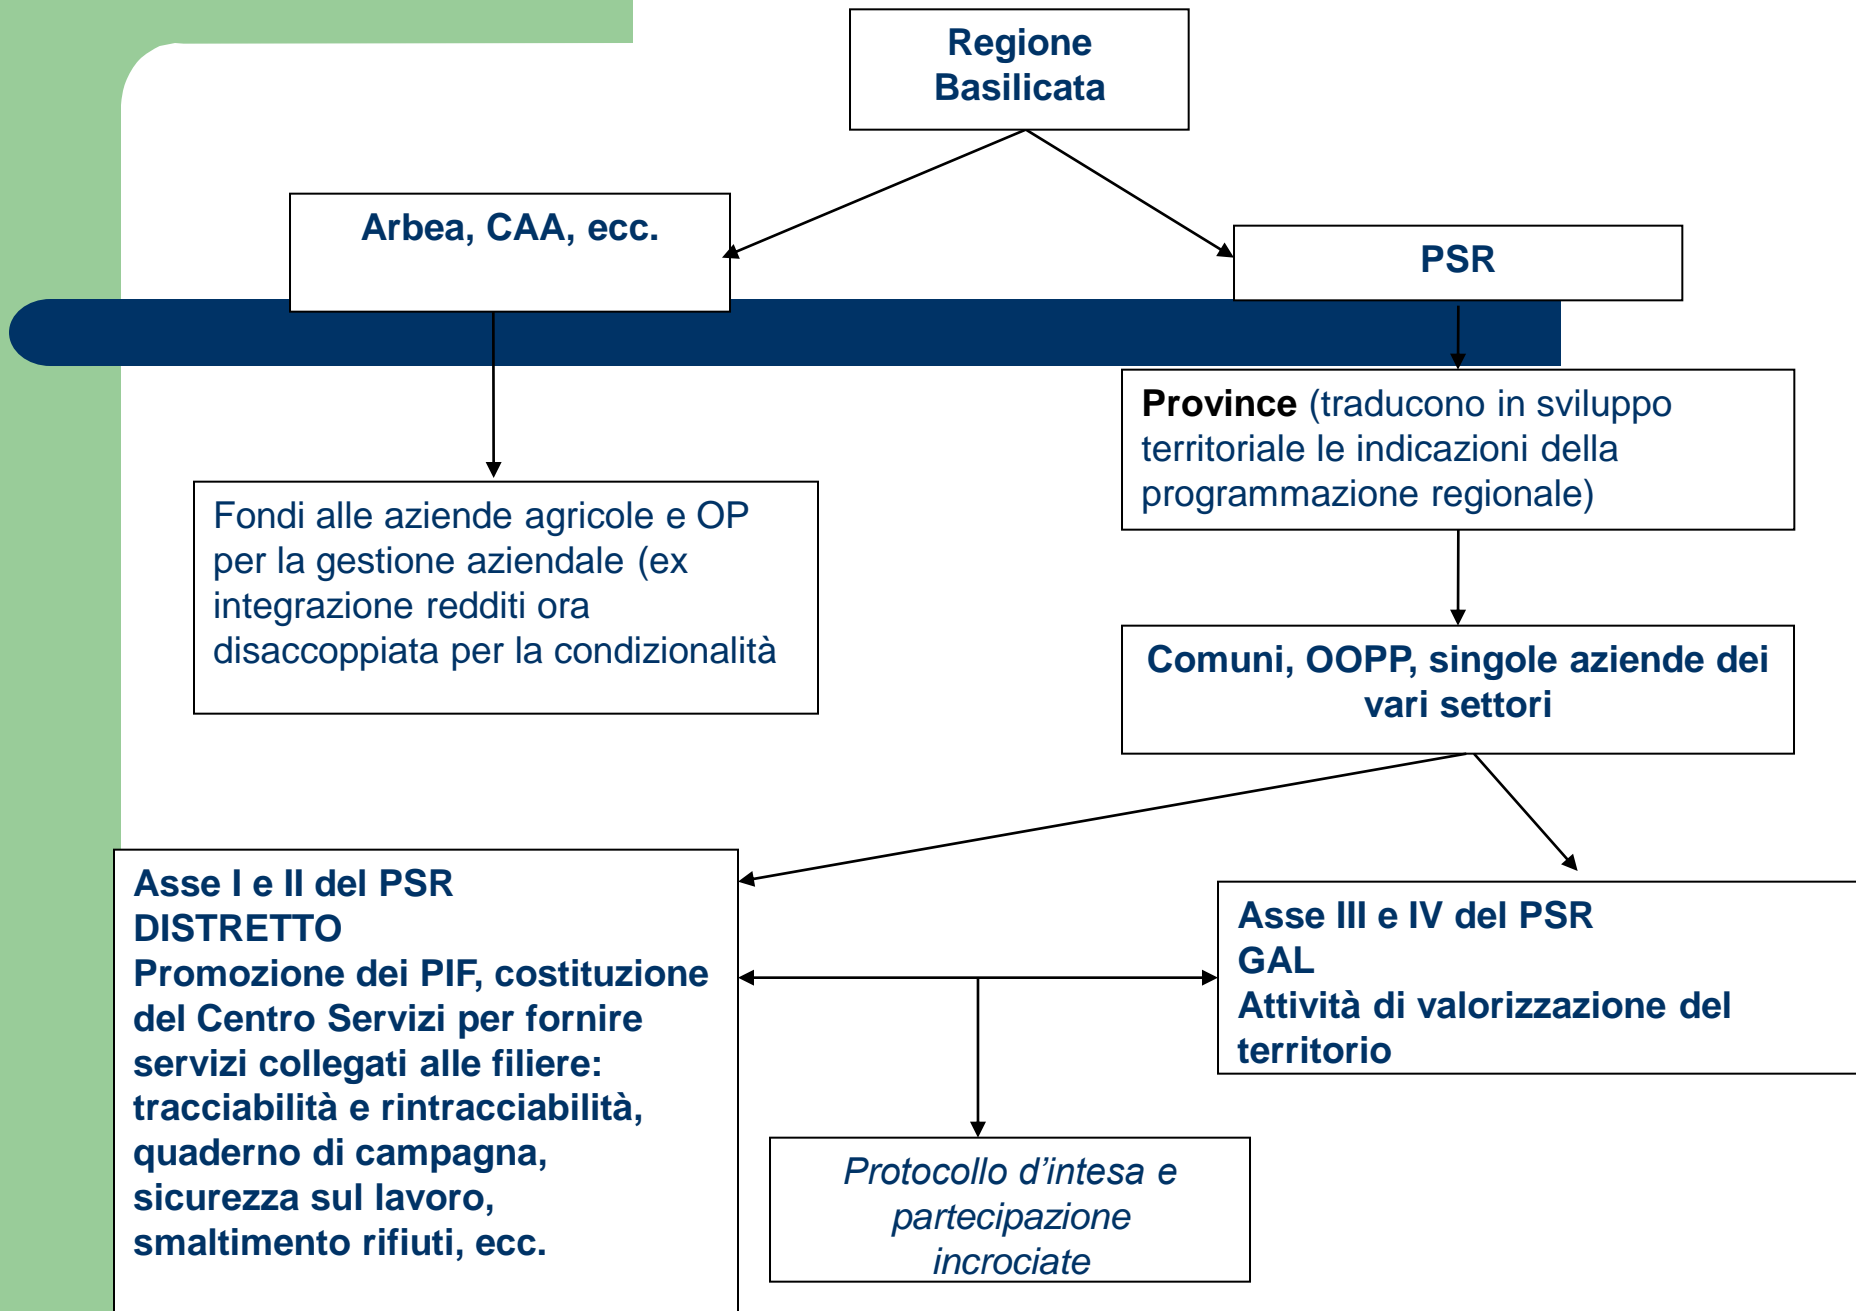 Regione
Basilicata
Arbea, CAA, ecc.
PSR
Province (traducono in sviluppo
territoriale le indicazioni della
programmazione regionale)
Fondi alle aziende agricole e OP
per la gestione aziendale (ex
integrazione redditi ora
disaccoppiata per la condizionalità
Comuni, OOPP, singole aziende dei
vari settori
Asse I e II del PSR
DISTRETTO
Promozione dei PIF, costituzione
del Centro Servizi per fornire
servizi collegati alle filiere:
tracciabilità e rintracciabilità,
quaderno di campagna,
sicurezza sul lavoro,
smaltimento rifiuti, ecc.
Asse III e IV del PSR
GAL
Attività di valorizzazione del
territorio
Protocollo d’intesa e
partecipazione
incrociate